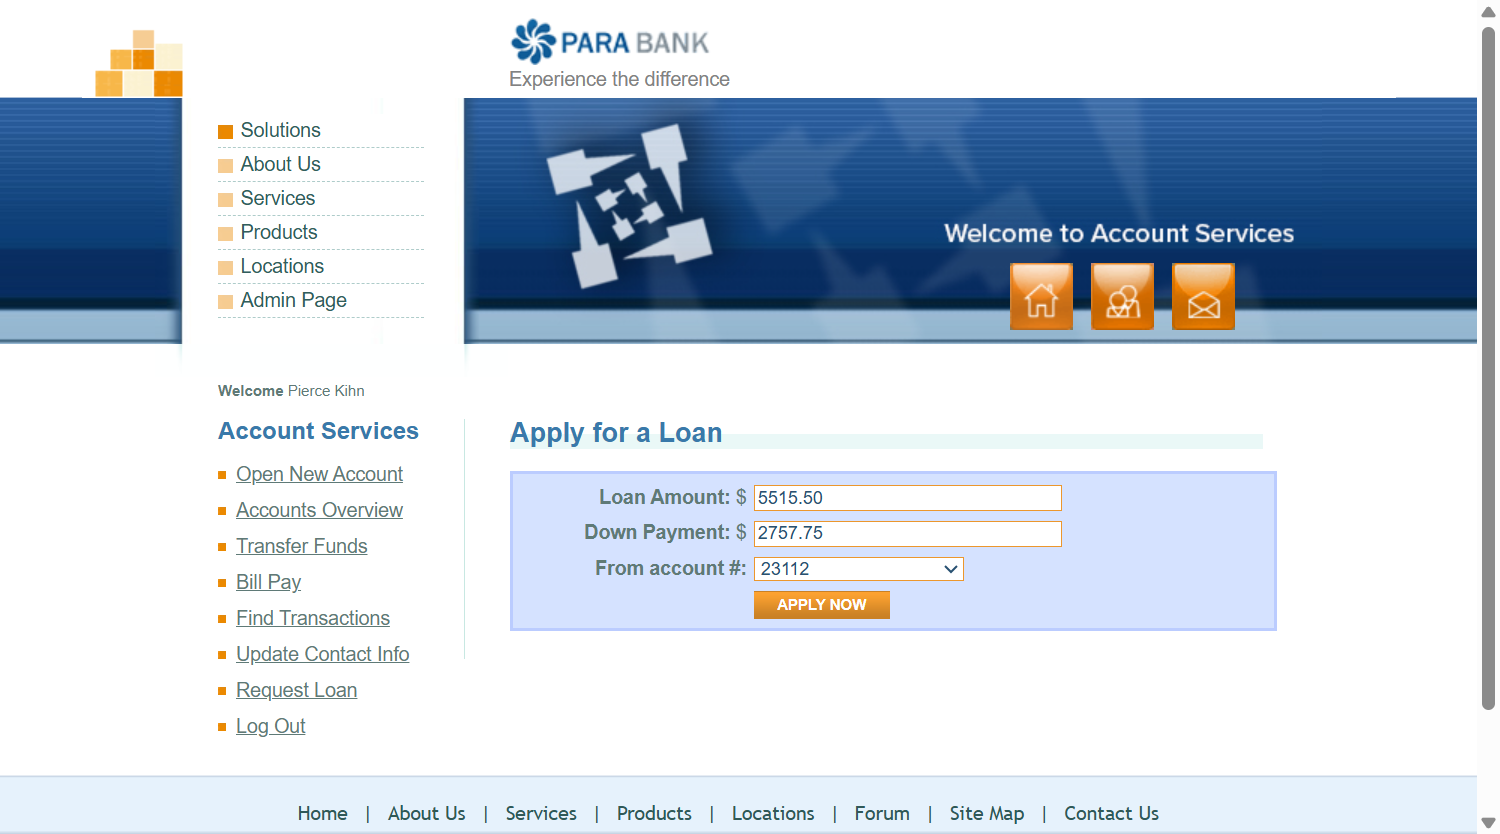 PARA BANK
Experience the difference
Solutions
About Us
Services
Products
Locations
Admin Page
Welcome to Account Services
Welcome Pierce Kihn
Account Services
Open New Account
Accounts Overview
Transfer Funds
Bill Pay
Find Transactions
Update Contact Info
Request Loan
Log Out
Apply for a Loan
Loan Amount: $ 5515.50
Down Payment: $ 2757.75
From account #: 23112
APPLY NOW
Home | About Us | Services | Products | Locations | Forum | Site Map | Contact Us